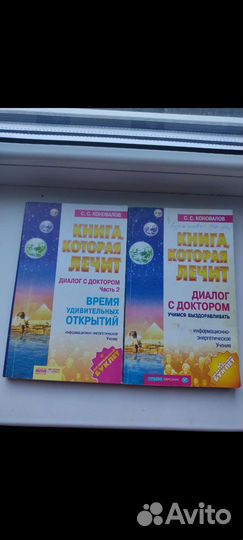 С. С. КОНОВАЛОВ
КНИГА,
КОТОРАЯ
ЛЕЧИТ
ДИАЛОГ С ДОКТОРОМ
Часть 2
ВРЕМЯ
УДИВИТЕЛЬНЫХ
ОТКРЫТИЙ
информационно-энергетическое
Учение
БУКЛЕТ
С. С. КОНОВАЛОВ
КНИГА,
КОТОРАЯ
ЛЕЧИТ
ДИАЛОГ
С ДОКТОРОМ
УЧИМСЯ ВЫЗДОРАВЛИВАТЬ
информационно-
энергетическое
Учение
БУКЛЕТ
Avito